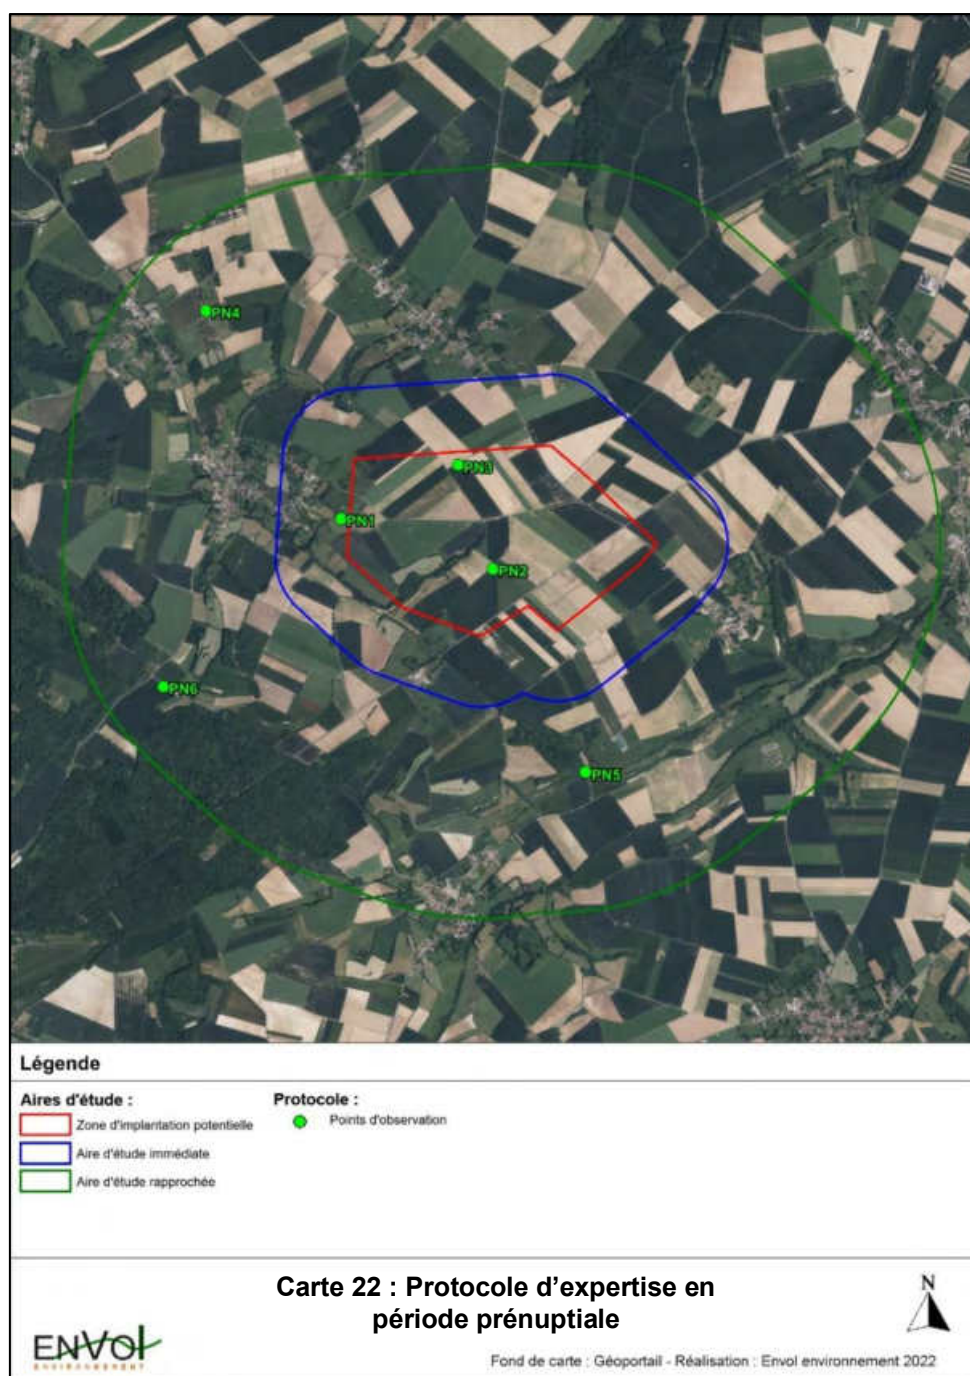 PN4
PN3
PN1
PN2
PN6
PN5
Légende
Aires d'étude :
Zone d'implantation potentielle
Aire d'étude immédiate
Aire d'étude rapprochée
Protocole :
Points d'observation
Carte 22 : Protocole d'expertise en
période prénuptiale
N
ENVOl
ENVIRONNEMENT
Fond de carte : Géoportail - Réalisation : Envol environnement 2022